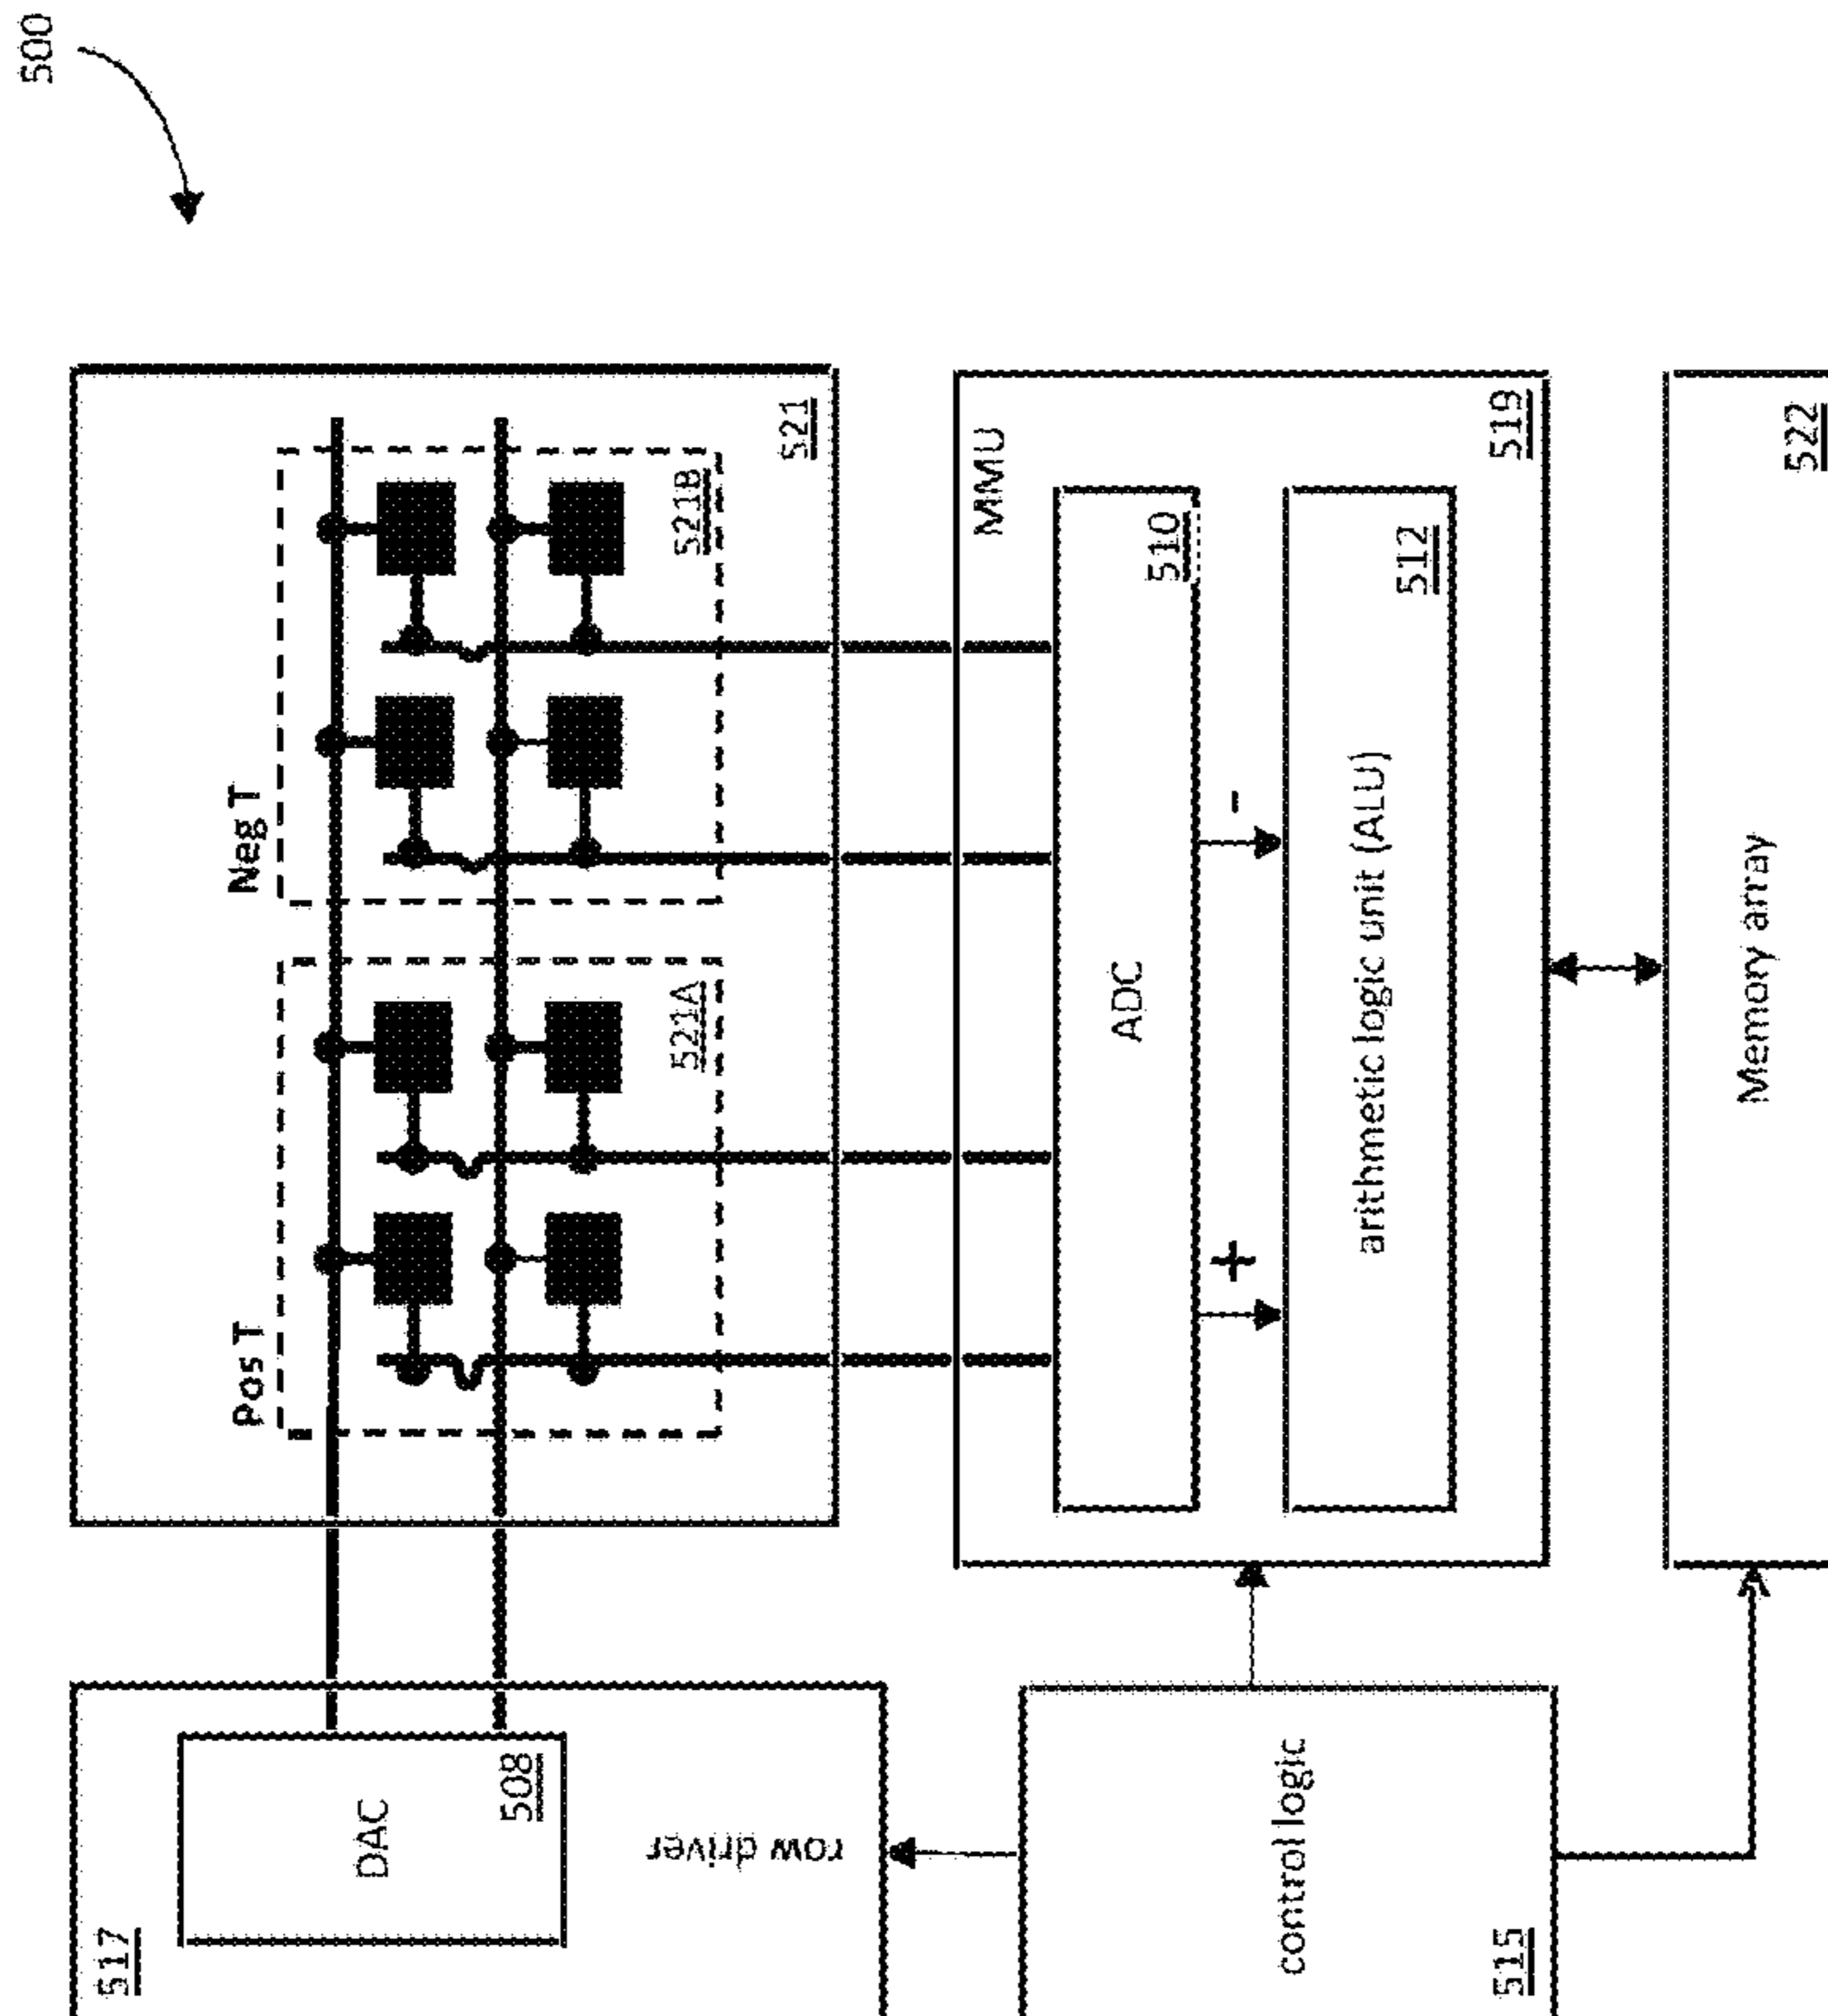 500
517
DAC
508
row driver
Pos T
521A
Neg T
521B
521
control logic
515
MMU
ADC
510
+
-
arithmetic logic unit (ALU)
512
519
Memory array
522